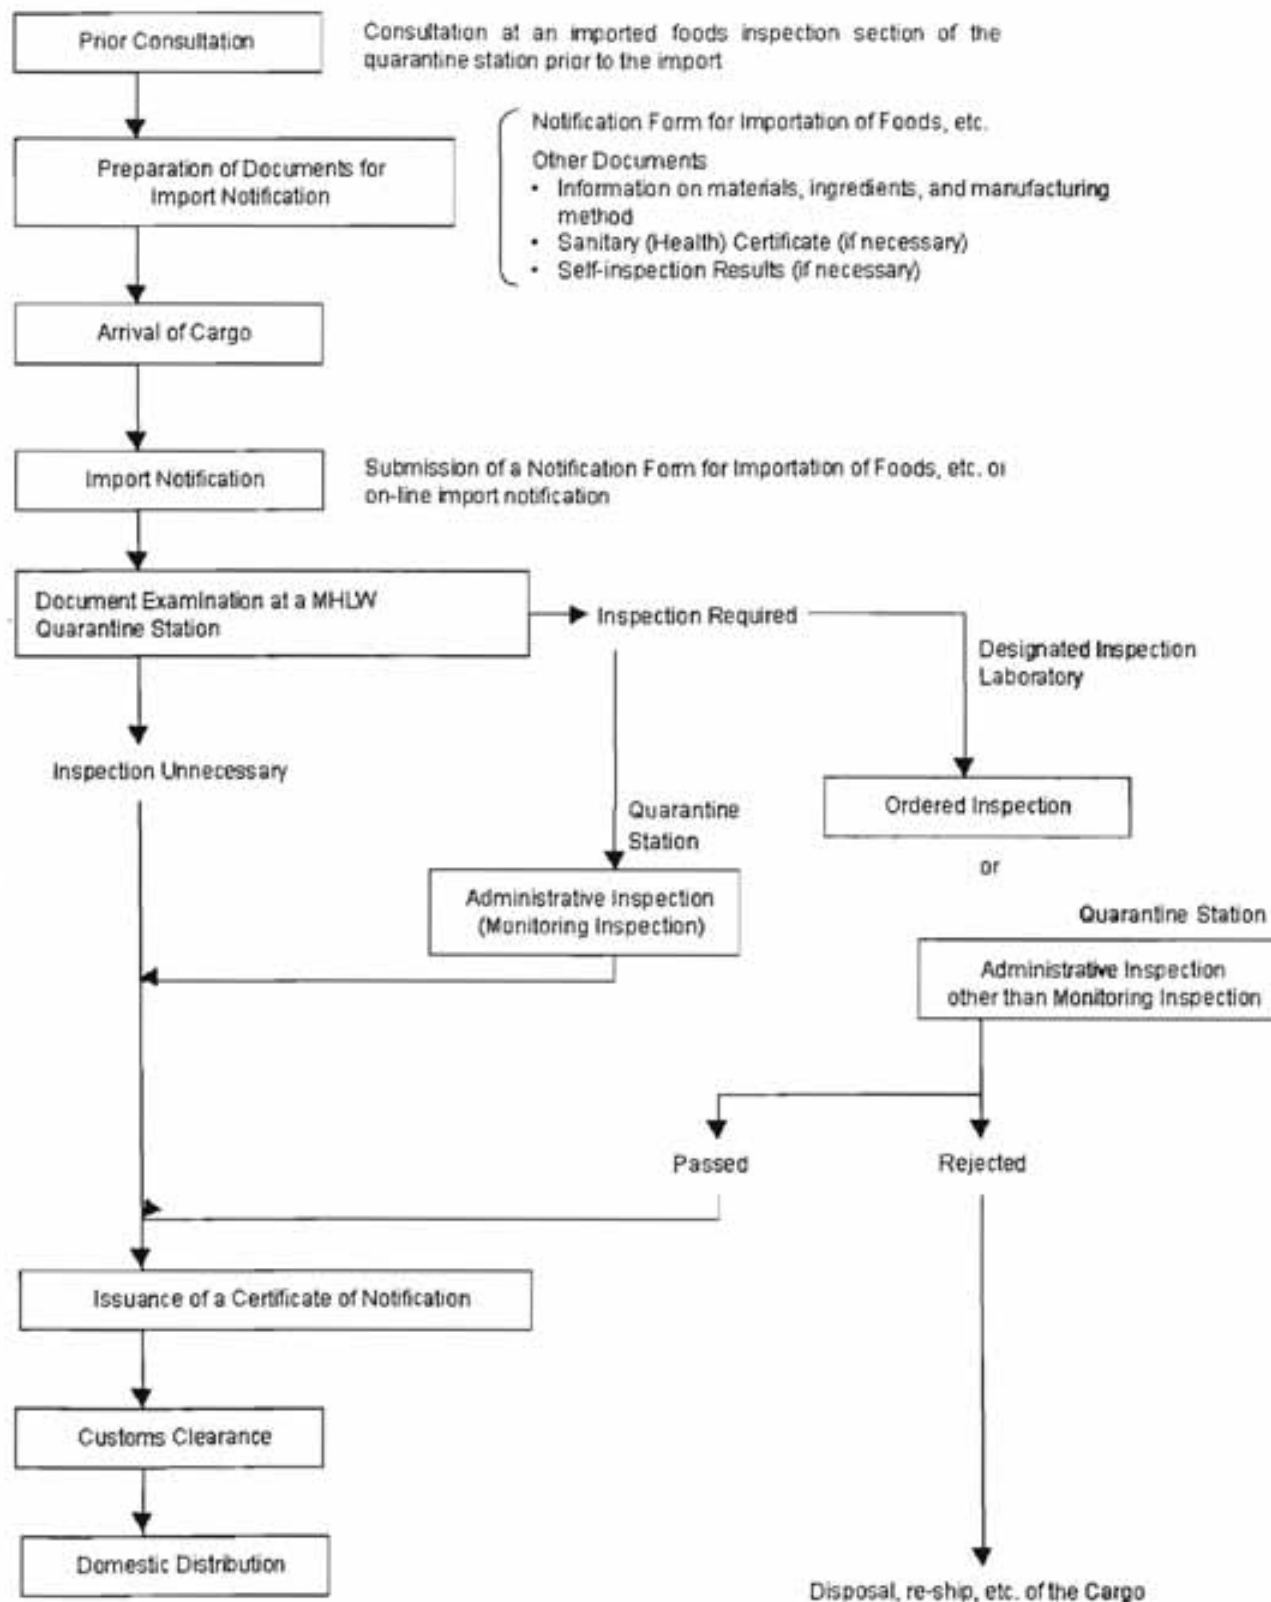 Prior Consultation
Consultation at an imported foods inspection section of the
quarantine station prior to the import
Notification Form for Importation of Foods, etc.
Preparation of Documents for
Import Notification
Other Documents
• Information on materials, ingredients, and manufacturing
method
• Sanitary (Health) Certificate (if necessary)
• Self-inspection Results (if necessary)
Arrival of Cargo
Import Notification
Submission of a Notification Form for Importation of Foods, etc. or
on-line import notification
Document Examination at a MHLW
Quarantine Station
Inspection Required
Designated Inspection
Laboratory
Inspection Unnecessary
Quarantine
Station
Ordered Inspection
or
Administrative Inspection
(Monitoring Inspection)
Quarantine Station
Administrative Inspection
other than Monitoring Inspection
Passed
Rejected
Issuance of a Certificate of Notification
Customs Clearance
Domestic Distribution
Disposal, re-ship, etc. of the Cargo